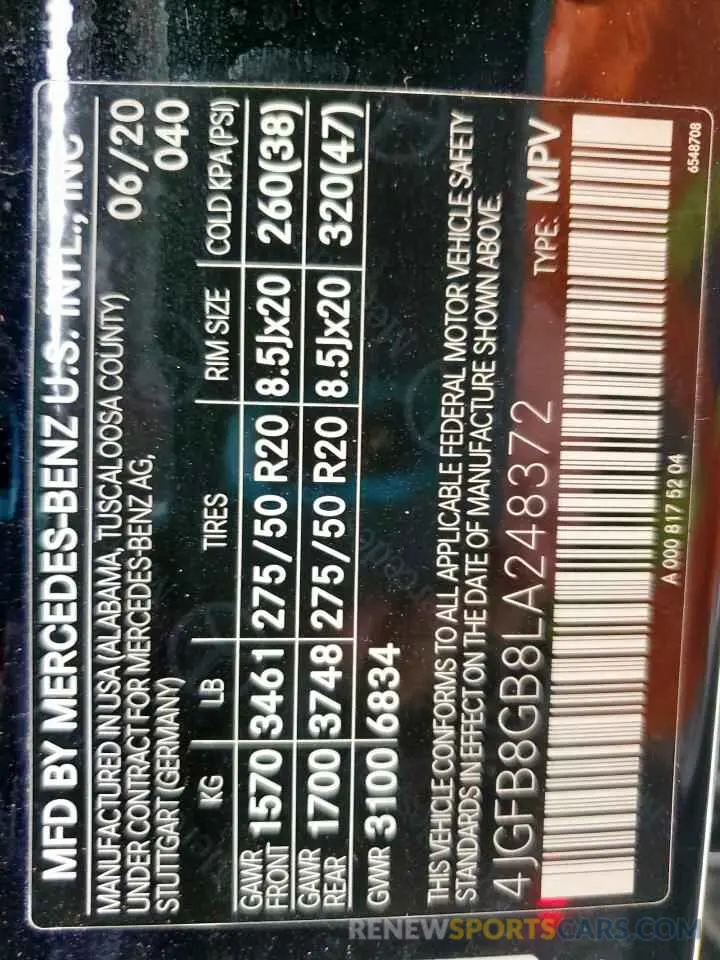 MFD BY MERCEDES-BENZ U.S. INTL., INC
MANUFACTURED IN USA (ALABAMA, TUSCALOOSA COUNTY) 06/20
UNDER CONTRACT FOR MERCEDES-BENZ AG, 040
STUTTGART (GERMANY)
KG LB TIRES RIM SIZE COLD KPA (PSI)
GAWR FRONT 1570 3461 275/50 R20 8.5Jx20 260(38)
GAWR REAR 1700 3748 275/50 R20 8.5Jx20 320(47)
GVWR 3100 6834
THIS VEHICLE CONFORMS TO ALL APPLICABLE FEDERAL MOTOR VEHICLE SAFETY
STANDARDS IN EFFECT ON THE DATE OF MANUFACTURE SHOWN ABOVE.
4JGFB8GB8LA248372 TYPE: MPV
A 000 817 52 04
6548708
RENEWSPORTSCARS.COM